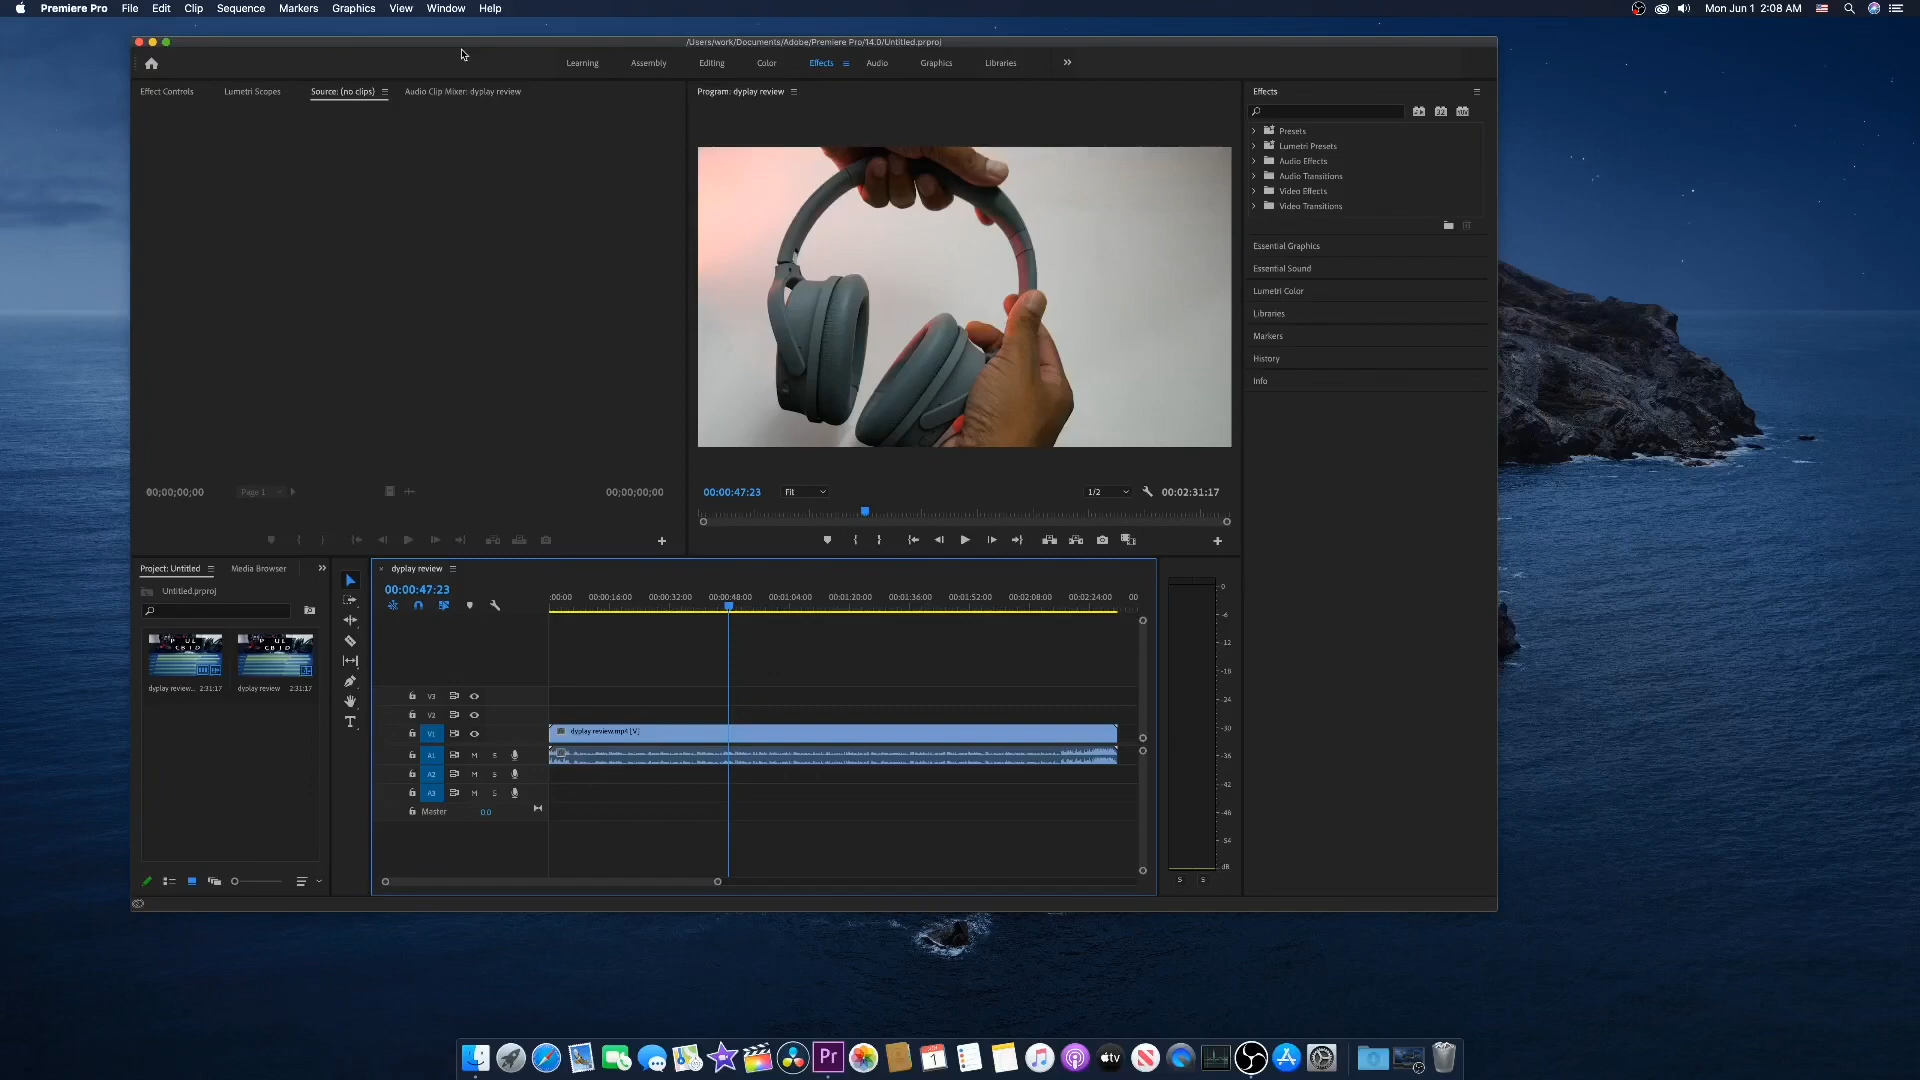 Premiere Pro File Edit Clip Sequence Markers Graphics View Window Help
Mon Jun 1 2:08 AM
/Users/work/Documents/Adobe/Premiere Pro/14.0/Untitled.prproj
Learning Assembly Editing Color Effects Audio Graphics Libraries
Effect Controls Lumetri Scopes Source: (no clips) Audio Clip Mixer: dyplay review
Program: dyplay review
Effects
Presets
Lumetri Presets
Audio Effects
Audio Transitions
Video Effects
Video Transitions
Essential Graphics
Essential Sound
Lumetri Color
Libraries
Markers
History
Info
00;00;00;00 Page 1 00;00;00;00
00:00:47:23 Fit 1/2 00:02:31:17
Project: Untitled Media Browser
Untitled.prproj
dyplay review... 2:31:17 dyplay review 2:31:17
dyplay review
00:00:47:23
:00:00 00:00:16:00 00:00:32:00 00:00:48:00 00:01:04:00 00:01:20:00 00:01:36:00 00:01:52:00 00:02:08:00 00:02:24:00 00
V3
V2
V1 dyplay review.mp4 [V]
A1 M S
A2 M S
A3 M S
Master 0.0
0
-6
-12
-18
-24
-30
-36
-42
-48
-54
dB
S S
Pr
tv